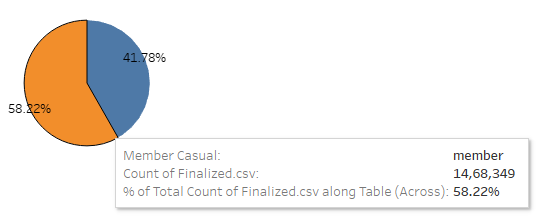 41.78%
58.22%
Member Casual: member
Count of Finalized.csv: 14,68,349
% of Total Count of Finalized.csv along Table (Across): 58.22%